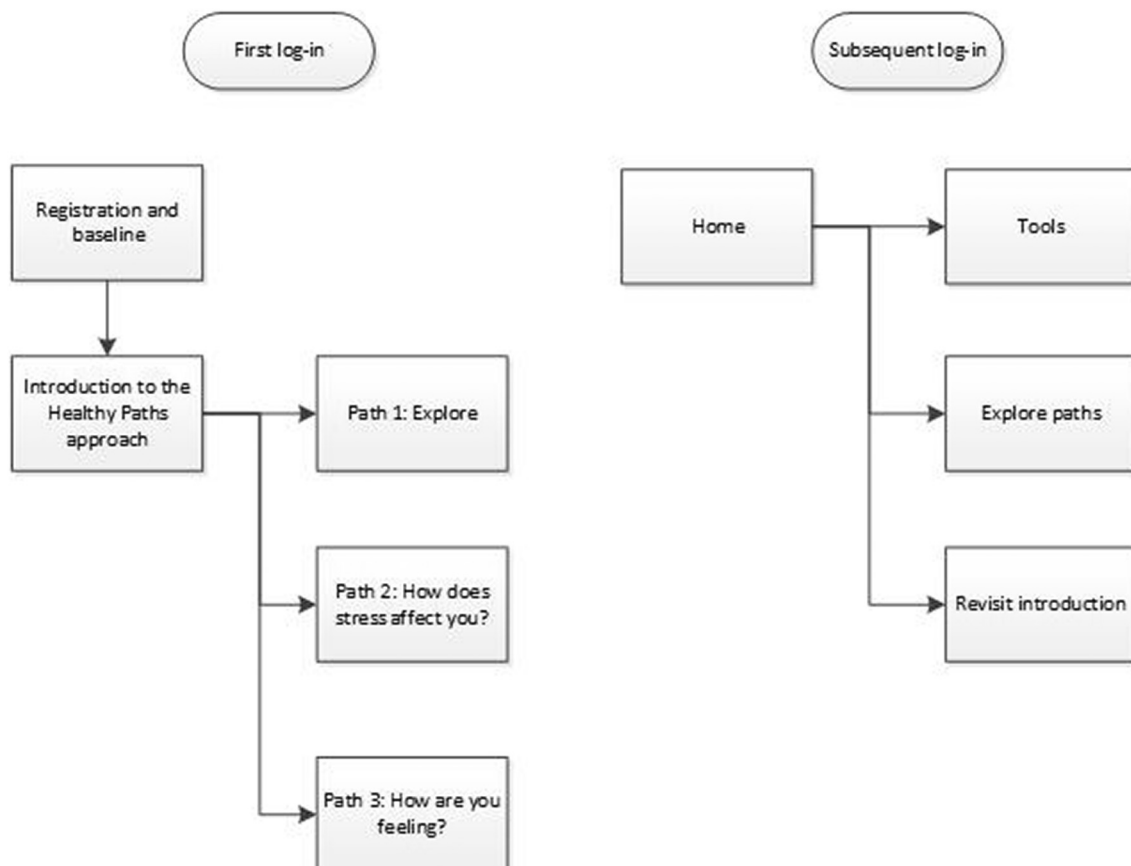 First log-in
Subsequent log-in
Registration and
baseline
Home
Tools
Introduction to the
Healthy Paths
approach
Path 1: Explore
Explore paths
Path 2: How does
stress affect you?
Revisit introduction
Path 3: How are you
feeling?